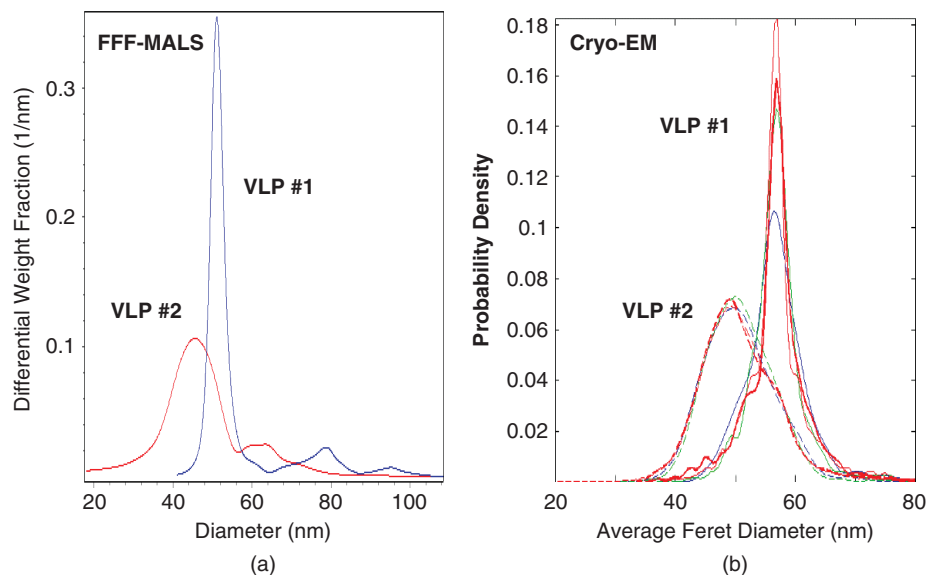 FFF-MALS
VLP #1
VLP #2
Differential Weight Fraction (1/nm)
0.3
0.2
0.1
20 40 60 80 100
Diameter (nm)
(a)
Cryo-EM
VLP #1
VLP #2
Probability Density
0.18
0.16
0.14
0.12
0.10
0.08
0.06
0.04
0.02
20 40 60 80
Average Feret Diameter (nm)
(b)